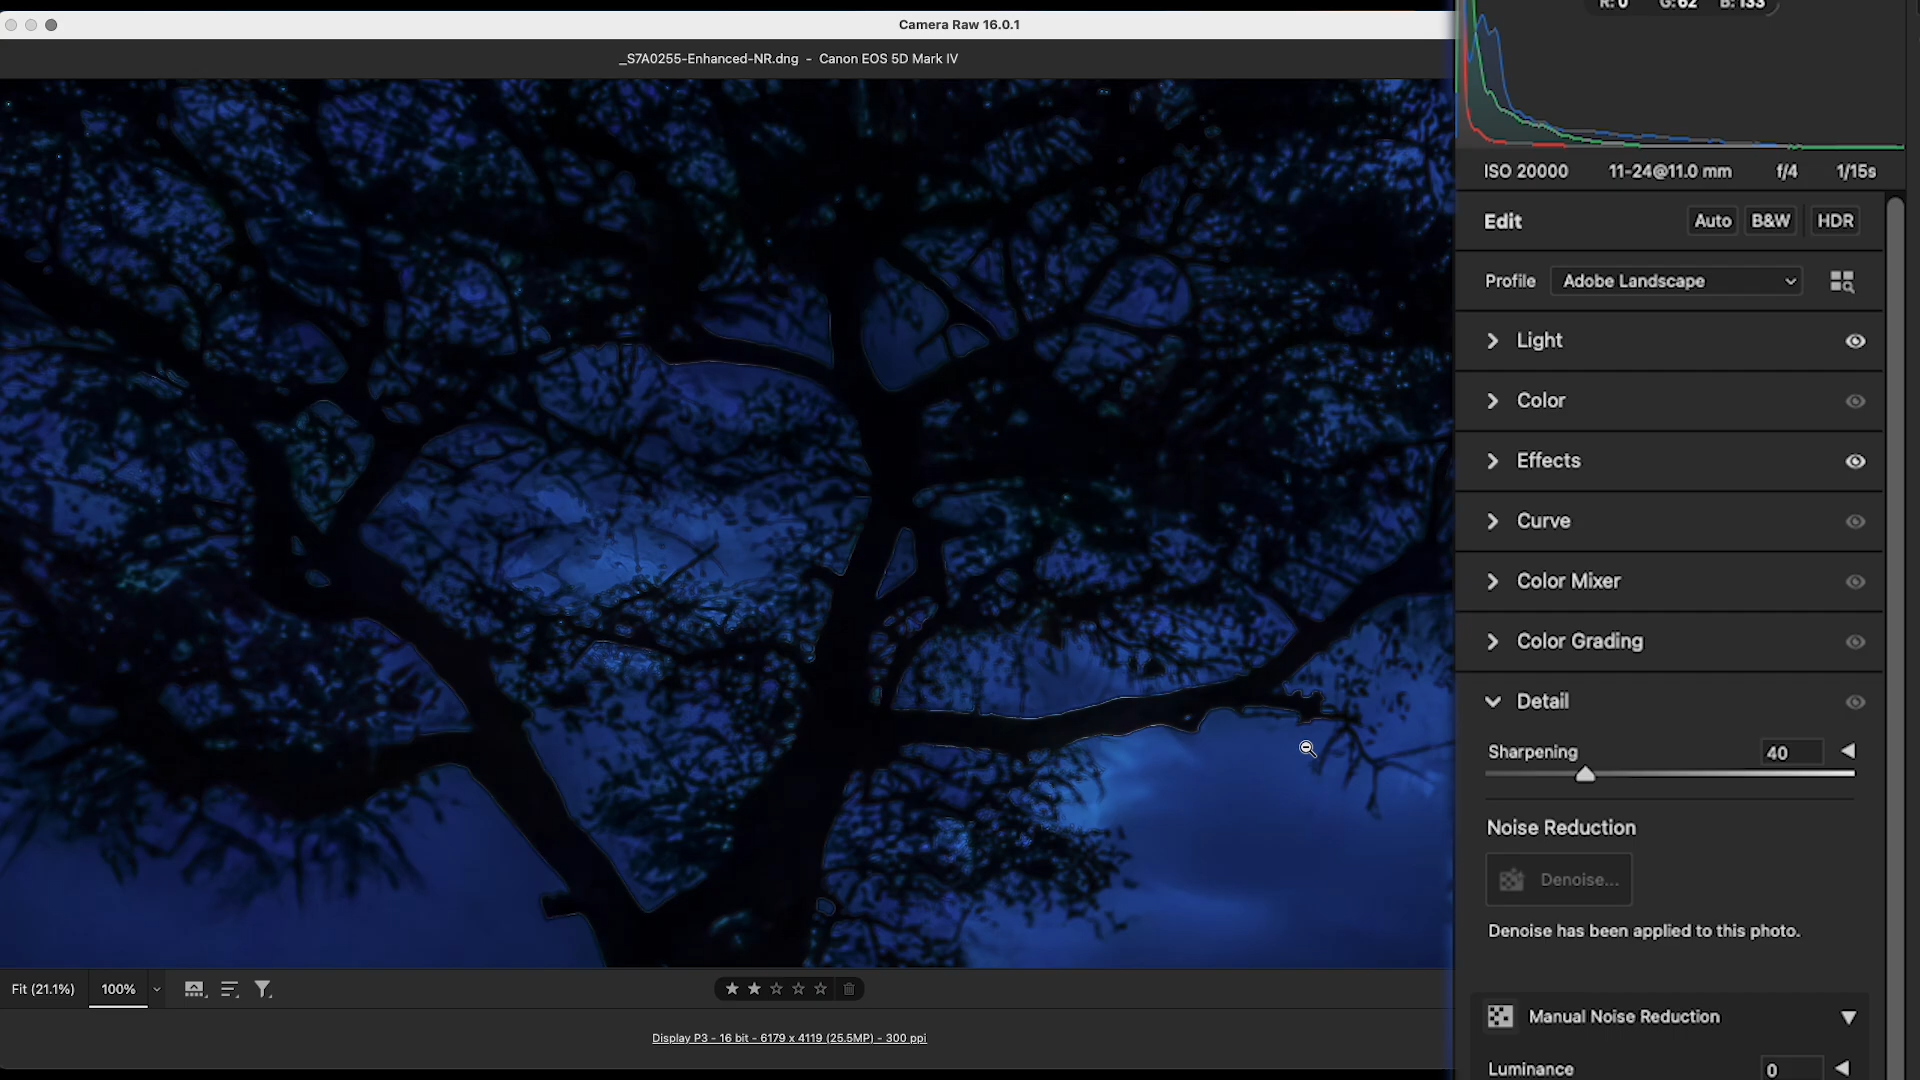 Camera Raw 16.0.1
_S7A0255-Enhanced-NR.dng - Canon EOS 5D Mark IV
R: 0 G: 62 B: 133
ISO 20000 11-24@11.0 mm f/4 1/15s
Edit Auto B&W HDR
Profile Adobe Landscape
Light
Color
Effects
Curve
Color Mixer
Color Grading
Detail
Sharpening 40
Noise Reduction
Denoise...
Denoise has been applied to this photo.
Manual Noise Reduction
Luminance 0
Fit (21.1%) 100%
Display P3 - 16 bit - 6179 x 4119 (25.5MP) - 300 ppi